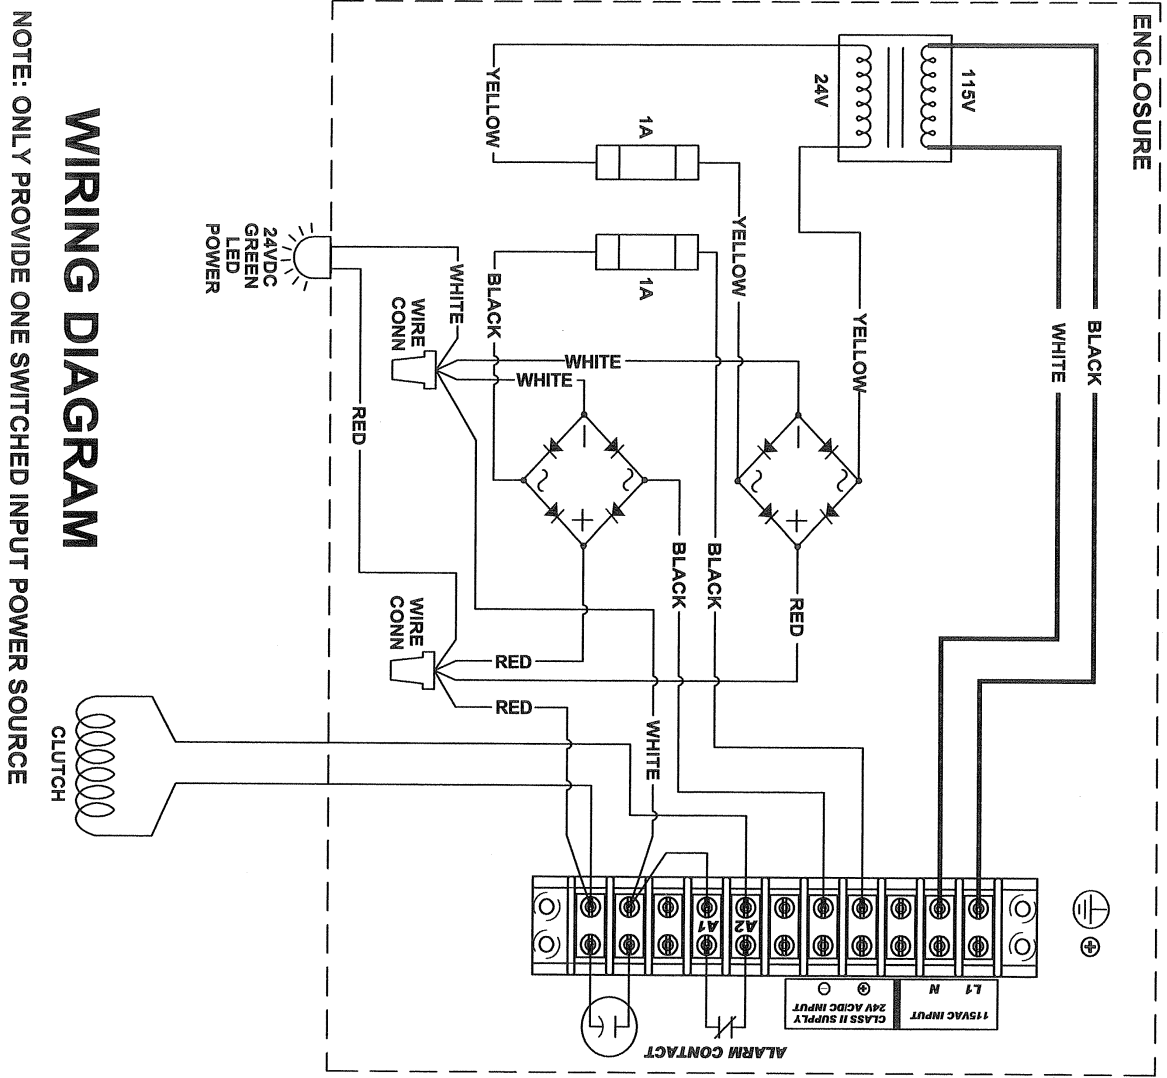 ENCLOSURE
115V
24V
BLACK
WHITE
YELLOW
1A
YELLOW
YELLOW
1A
BLACK
WHITE
24VDC
GREEN
LED
POWER
WIRE
CONN
WHITE
WHITE
RED
BLACK
BLACK
RED
WIRE
CONN
RED
RED
WHITE
CLUTCH
A1
A2
N
L1
115VAC INPUT
CLASS II SUPPLY
24V AC/DC INPUT
ALARM CONTACT
WIRING DIAGRAM
NOTE: ONLY PROVIDE ONE SWITCHED INPUT POWER SOURCE